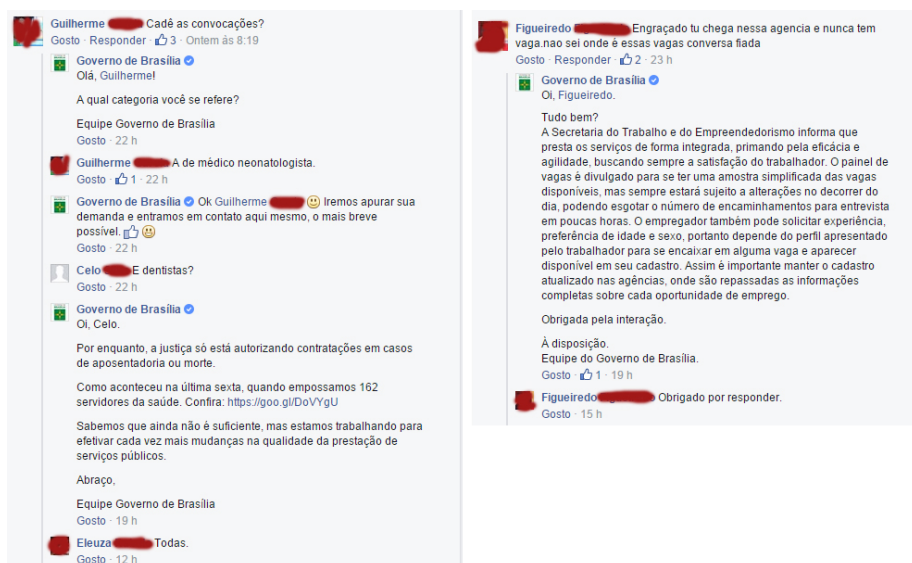 Guilherme Cadê as convocações?
Gosto · Responder · 3 · Ontem às 8:19
Governo de Brasília
Olá, Guilherme!
A qual categoria você se refere?
Equipe Governo de Brasília
Gosto · 22 h
Guilherme A de médico neonatologista.
Gosto · 1 · 22 h
Governo de Brasília Ok Guilherme Iremos apurar sua
demanda e entramos em contato aqui mesmo, o mais breve
possível.
Gosto · 22 h
Celo E dentistas?
Gosto · 22 h
Governo de Brasília
Oi, Celo.
Por enquanto, a justiça só está autorizando contratações em casos
de aposentadoria ou morte.
Como aconteceu na última sexta, quando empossamos 162
servidores da saúde. Confira: https://goo.gl/DoVYgU
Sabemos que ainda não é suficiente, mas estamos trabalhando para
efetivar cada vez mais mudanças na qualidade da prestação de
serviços públicos.
Abraço,
Equipe Governo de Brasília
Gosto · 19 h
Eleuza Todas.
Gosto · 12 h
Figueiredo Engraçado tu chega nessa agencia e nunca tem
vaga.nao sei onde é essas vagas conversa fiada
Gosto · Responder · 2 · 23 h
Governo de Brasília
Oi, Figueiredo.
Tudo bem?
A Secretaria do Trabalho e do Empreendedorismo informa que
presta os serviços de forma integrada, primando pela eficácia e
agilidade, buscando sempre a satisfação do trabalhador. O painel de
vagas é divulgado para se ter uma amostra simplificada das vagas
disponíveis, mas sempre estará sujeito a alterações no decorrer do
dia, podendo esgotar o número de encaminhamentos para entrevista
em poucas horas. O empregador também pode solicitar experiência,
preferência de idade e sexo, portanto depende do perfil apresentado
pelo trabalhador para se encaixar em alguma vaga e aparecer
disponível em seu cadastro. Assim é importante manter o cadastro
atualizado nas agências, onde são repassadas as informações
completas sobre cada oportunidade de emprego.
Obrigada pela interação.
À disposição.
Equipe do Governo de Brasília.
Gosto · 1 · 19 h
Figueiredo Obrigado por responder.
Gosto · 15 h